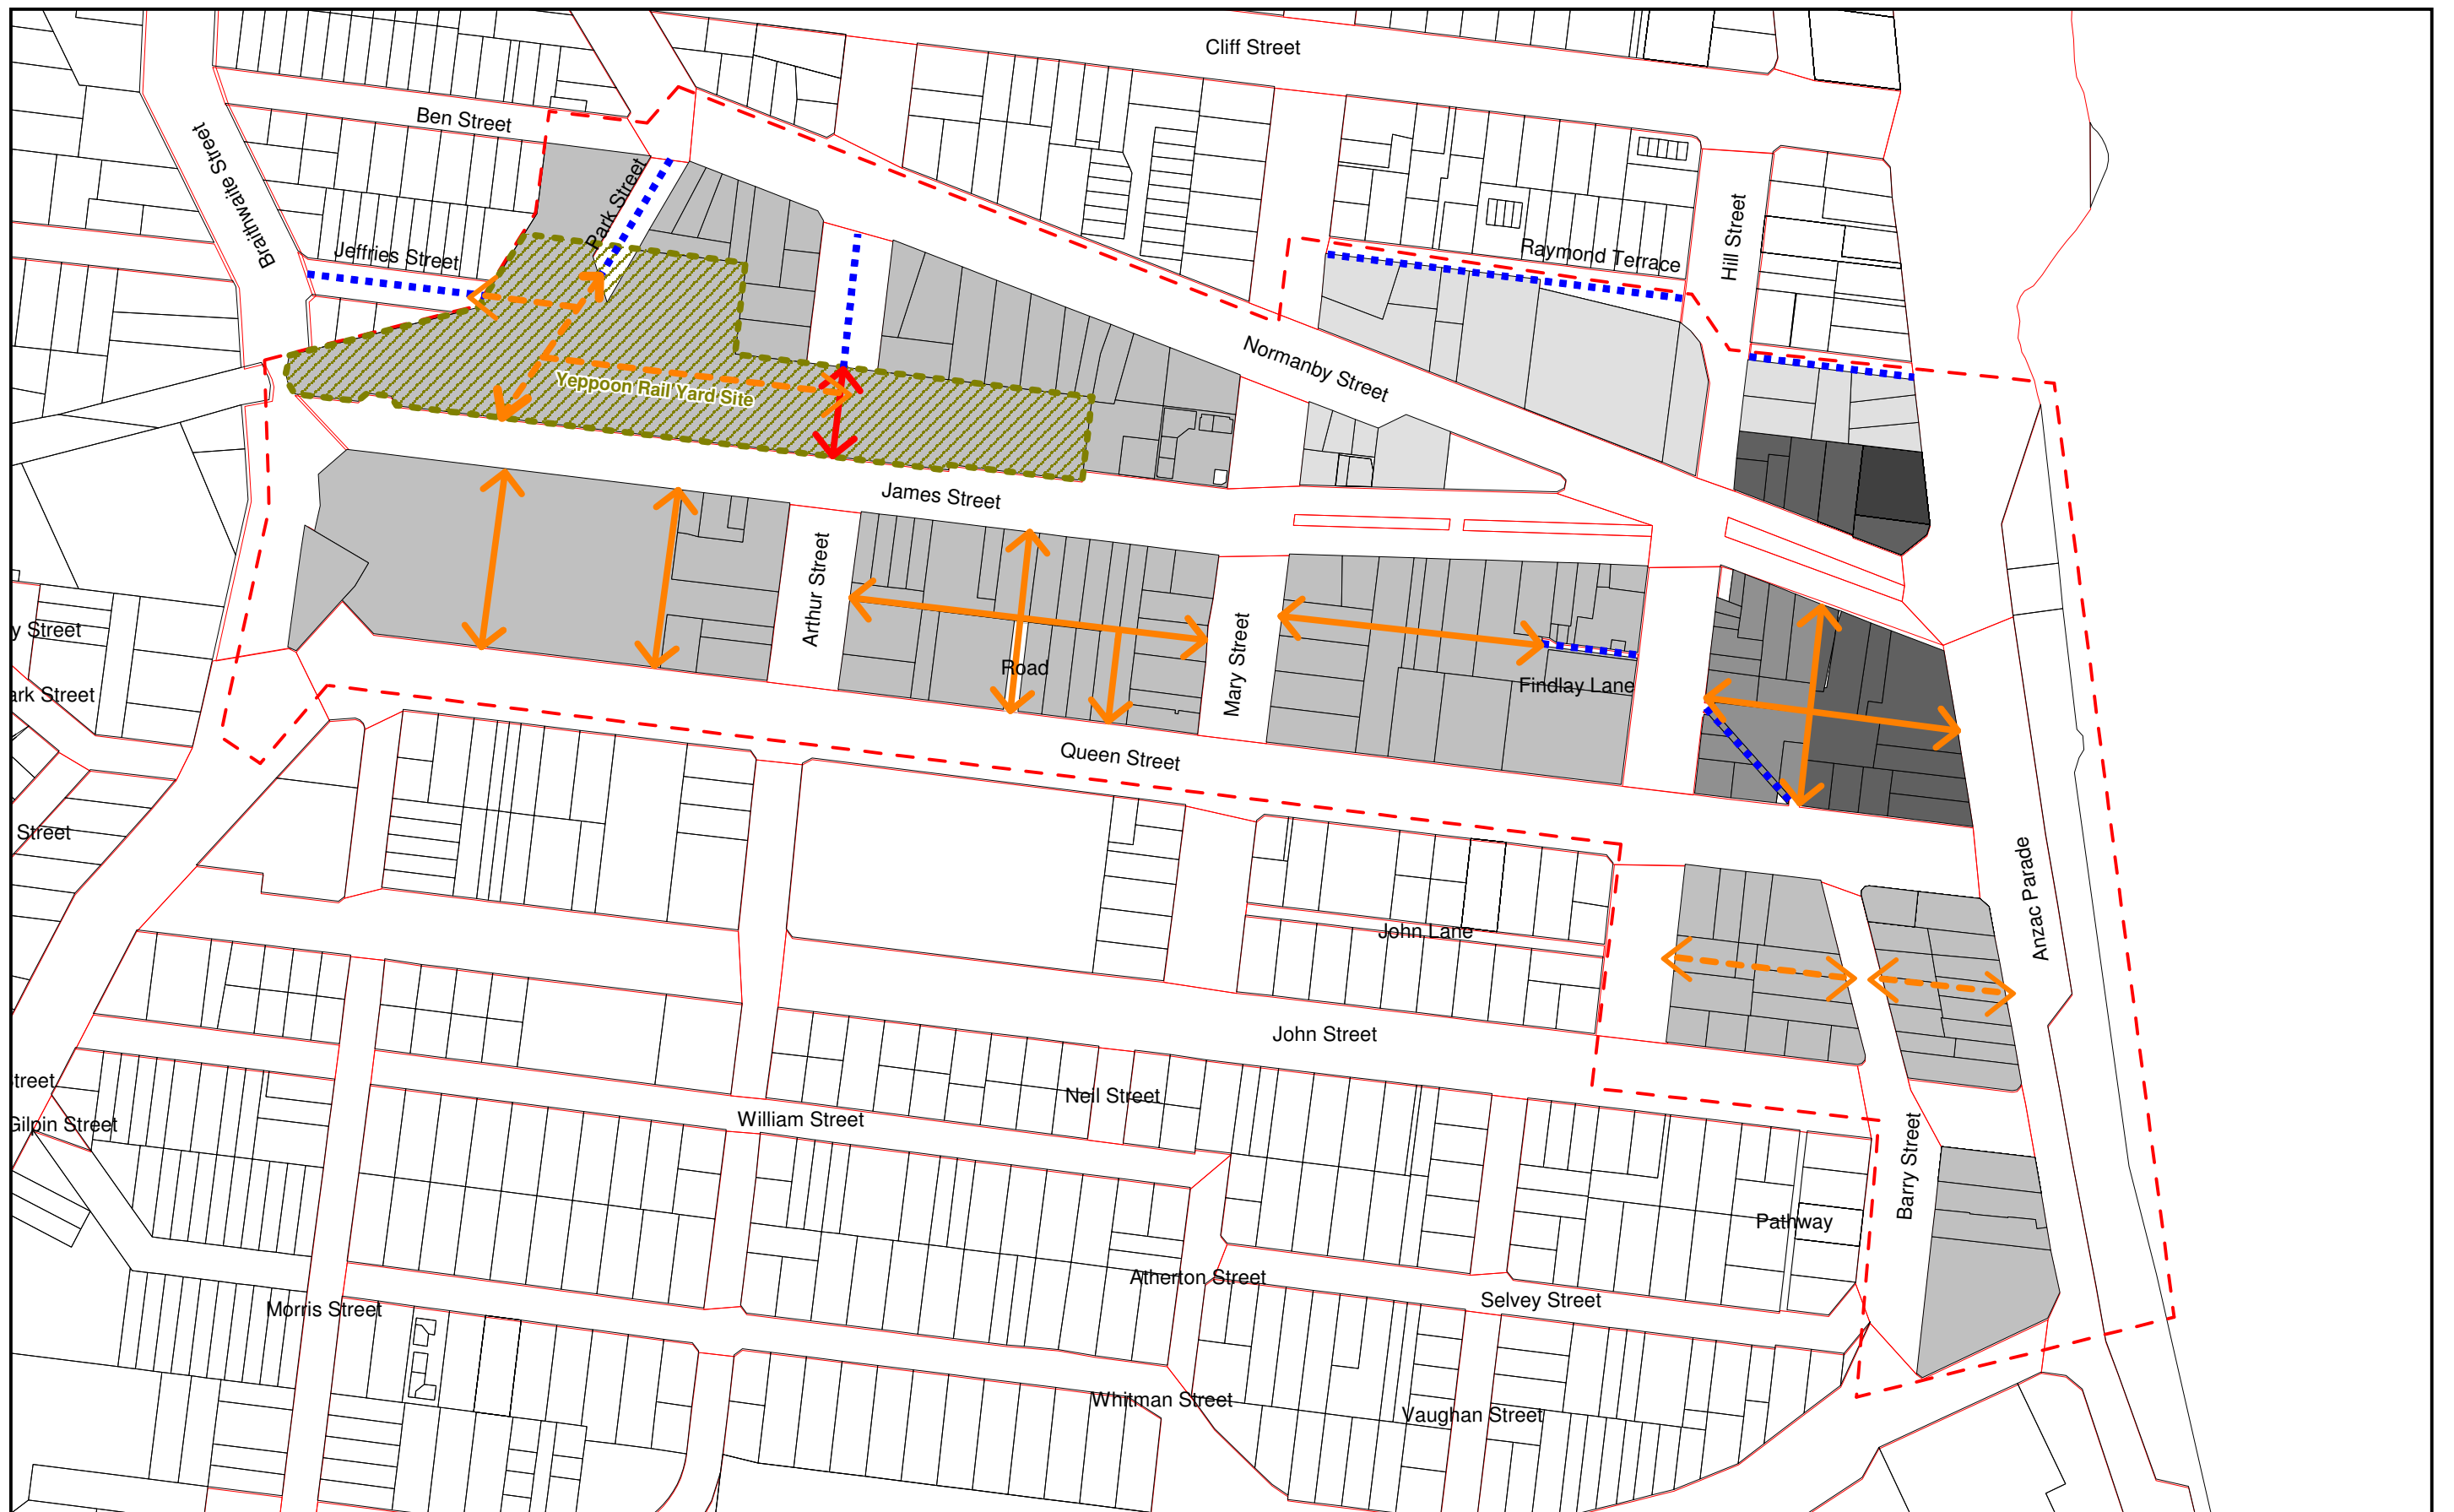 Cliff Street
Ben Street
Braithwaite Street
Park Street
Jeffries Street
Raymond Terrace
Hill Street
Normanby Street
Yeppoon Rail Yard Site
James Street
Arthur Street
Mary Street
Road
Findlay Lane
y Street
ark Street
Queen Street
Street
Anzac Parade
John Lane
John Street
Neil Street
William Street
treet
Gilpin Street
Barry Street
Pathway
Atherton Street
Selvey Street
Morris Street
Whitman Street
Vaughan Street